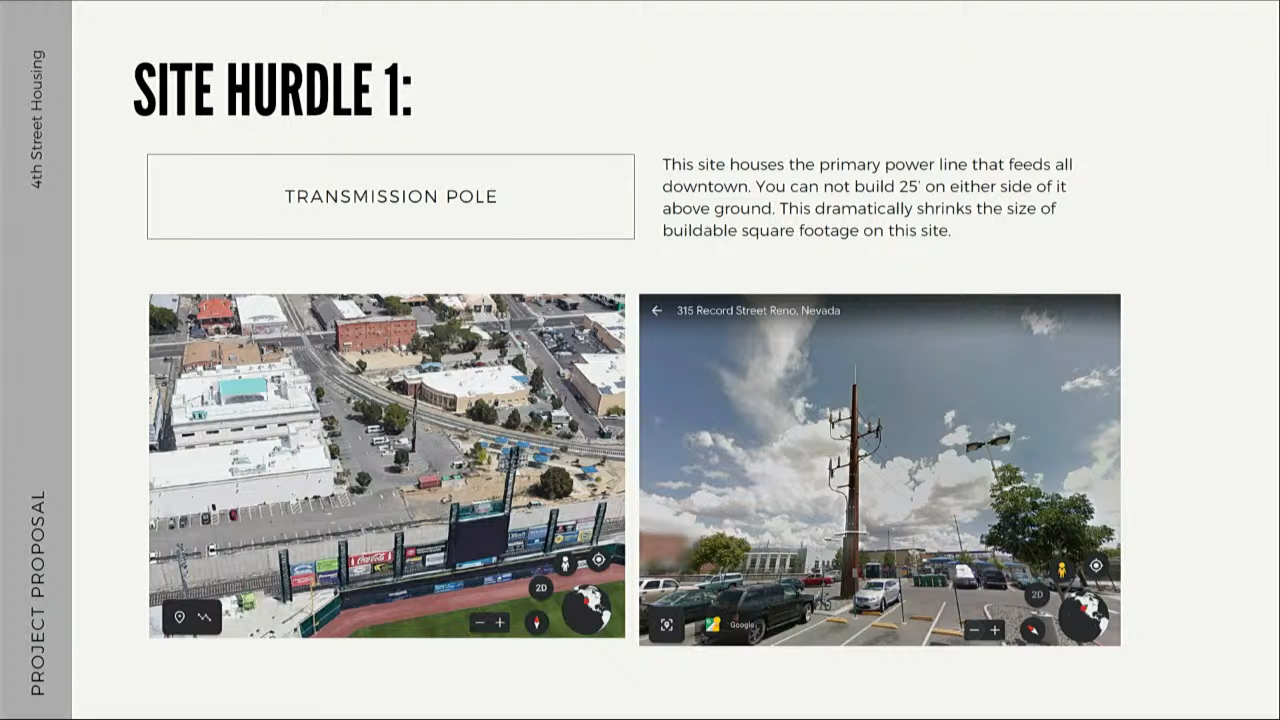 4th Street Housing
PROJECT PROPOSAL
SITE HURDLE 1:
TRANSMISSION POLE
This site houses the primary power line that feeds all
downtown. You can not build 25' on either side of it
above ground. This dramatically shrinks the size of
buildable square footage on this site.
Coca-Cola
2D
315 Record Street Reno, Nevada
2D
Google